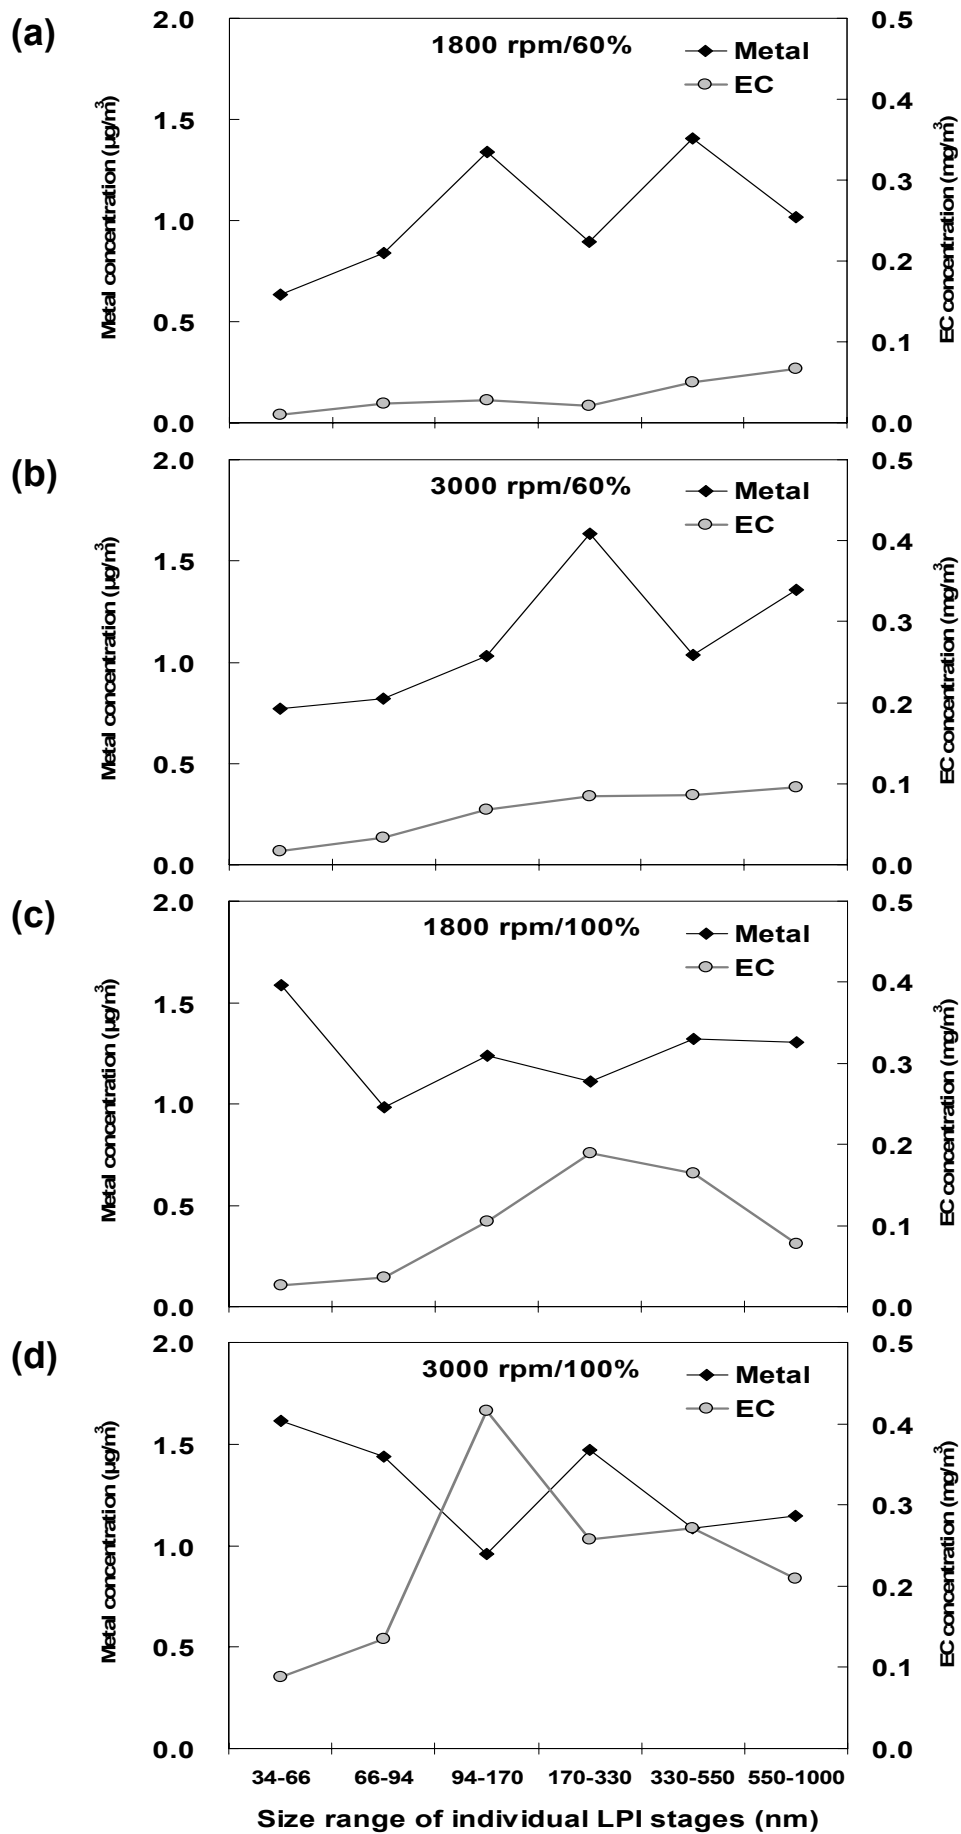 (a)
2.0
1.5
1.0
0.5
0.0
Metal concentration (µg/m³)
1800 rpm/60%
Metal
EC
0.5
0.4
0.3
0.2
0.1
0.0
EC concentration (mg/m³)
(b)
2.0
1.5
1.0
0.5
0.0
Metal concentration (µg/m³)
3000 rpm/60%
Metal
EC
0.5
0.4
0.3
0.2
0.1
0.0
EC concentration (mg/m³)
(c)
2.0
1.5
1.0
0.5
0.0
Metal concentration (µg/m³)
1800 rpm/100%
Metal
EC
0.5
0.4
0.3
0.2
0.1
0.0
EC concentration (mg/m³)
(d)
2.0
1.5
1.0
0.5
0.0
Metal concentration (µg/m³)
3000 rpm/100%
Metal
EC
0.5
0.4
0.3
0.2
0.1
0.0
EC concentration (mg/m³)
34-66 66-94 94-170 170-330 330-550 550-1000
Size range of individual LPI stages (nm)